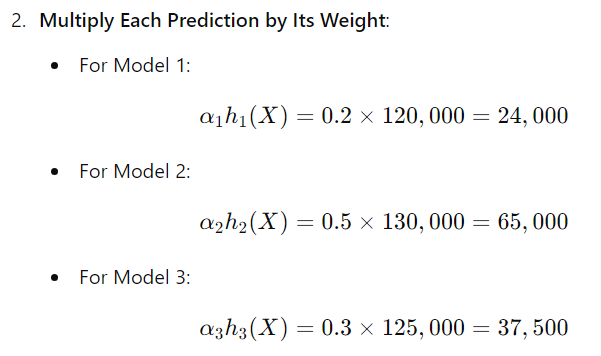 2. Multiply Each Prediction by Its Weight:
• For Model 1:
α₁h₁(X) = 0.2 × 120, 000 = 24, 000
• For Model 2:
α₂h₂(X) = 0.5 × 130, 000 = 65, 000
• For Model 3:
α₃h₃(X) = 0.3 × 125, 000 = 37, 500